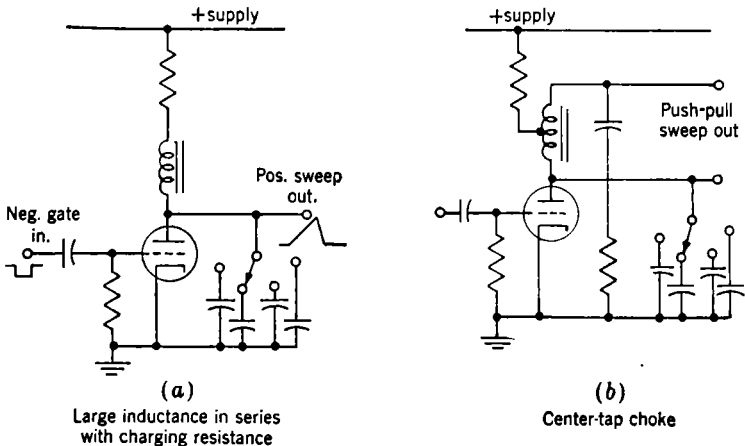 +supply
Neg. gate
in.
Pos. sweep
out.
(a)
Large inductance in series
with charging resistance
+supply
Push-pull
sweep out
(b)
Center-tap choke